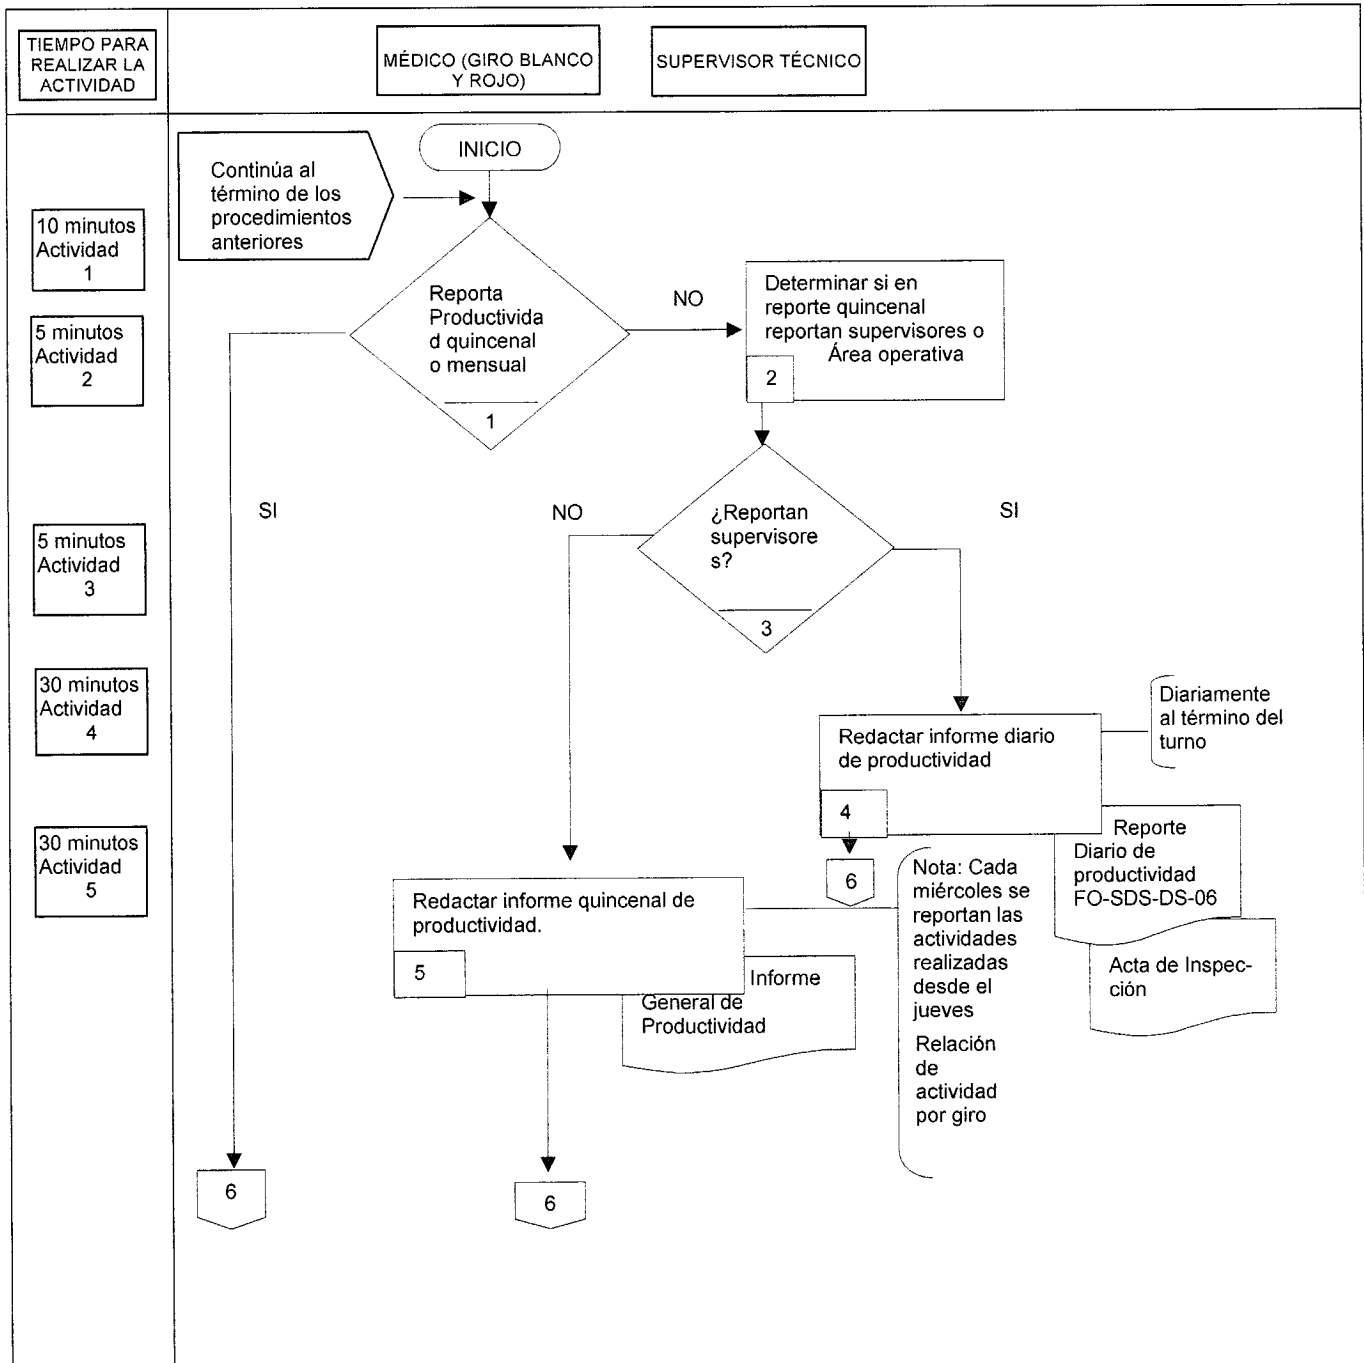 TIEMPO PARA
REALIZAR LA
ACTIVIDAD
MÉDICO (GIRO BLANCO
Y ROJO)
SUPERVISOR TÉCNICO
INICIO
Continúa al
término de los
procedimientos
anteriores
10 minutos
Actividad
1
Reporta
Productivida
d quincenal
o mensual
1
NO
Determinar si en
reporte quincenal
reportan supervisores o
Área operativa
2
5 minutos
Actividad
2
SI
NO
¿Reportan
supervisore
s?
3
SI
5 minutos
Actividad
3
30 minutos
Actividad
4
Redactar informe diario
de productividad
4
Diariamente
al término del
turno
6
Reporte
Diario de
productividad
FO-SDS-DS-06
Acta de Inspec-
ción
30 minutos
Actividad
5
Redactar informe quincenal de
productividad.
5
Informe
General de
Productividad
Nota: Cada
miércoles se
reportan las
actividades
realizadas
desde el
jueves
Relación
de
actividad
por giro
6
6